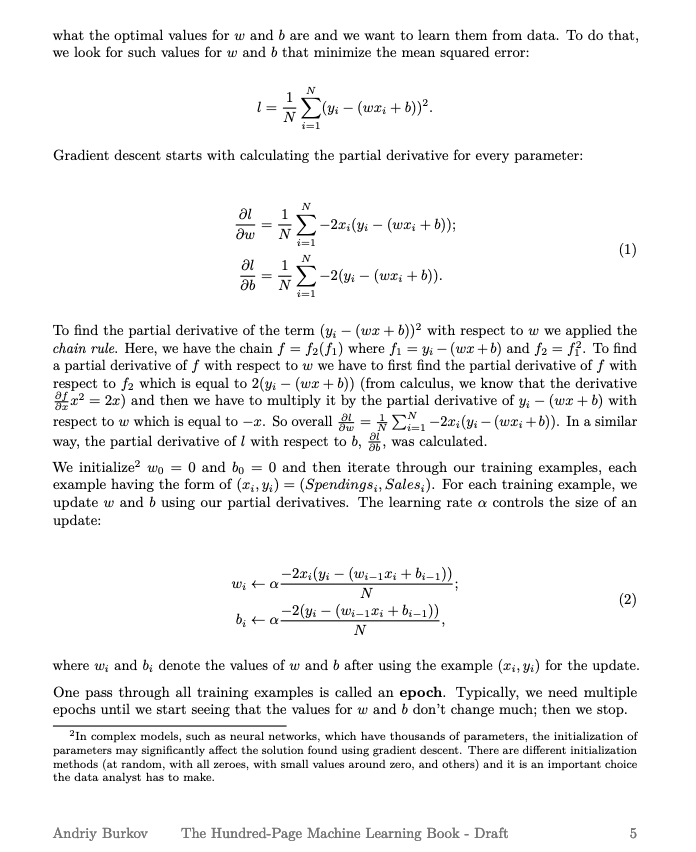 what the optimal values for w and b are and we want to learn them from data. To do that,
we look for such values for w and b that minimize the mean squared error:
l = \frac{1}{N} \sum_{i=1}^{N} (y_i − (wx_i + b))^2.
Gradient descent starts with calculating the partial derivative for every parameter:
\frac{∂l}{∂w} = \frac{1}{N} \sum_{i=1}^{N} −2x_i(y_i − (wx_i + b));
\frac{∂l}{∂b} = \frac{1}{N} \sum_{i=1}^{N} −2(y_i − (wx_i + b)).
(1)
To find the partial derivative of the term (y_i − (wx + b))^2 with respect to w we applied the
chain rule. Here, we have the chain f = f_2(f_1) where f_1 = y_i − (wx + b) and f_2 = f_1^2. To find
a partial derivative of f with respect to w we have to first find the partial derivative of f with
respect to f_2 which is equal to 2(y_i − (wx + b)) (from calculus, we know that the derivative
\frac{∂f}{∂x} x^2 = 2x) and then we have to multiply it by the partial derivative of y_i − (wx + b) with
respect to w which is equal to −x. So overall \frac{∂l}{∂w} = \frac{1}{N} \sum_{i=1}^{N} −2x_i(y_i − (wx_i + b)). In a similar
way, the partial derivative of l with respect to b, \frac{∂l}{∂b}, was calculated.
We initialize^2 w_0 = 0 and b_0 = 0 and then iterate through our training examples, each
example having the form of (x_i, y_i) = (Spendings_i, Sales_i). For each training example, we
update w and b using our partial derivatives. The learning rate α controls the size of an
update:
w_i ← α \frac{−2x_i(y_i − (w_{i−1}x_i + b_{i−1}))}{N};
b_i ← α \frac{−2(y_i − (w_{i−1}x_i + b_{i−1}))}{N},
(2)
where w_i and b_i denote the values of w and b after using the example (x_i, y_i) for the update.
One pass through all training examples is called an epoch. Typically, we need multiple
epochs until we start seeing that the values for w and b don't change much; then we stop.
^2In complex models, such as neural networks, which have thousands of parameters, the initialization of
parameters may significantly affect the solution found using gradient descent. There are different initialization
methods (at random, with all zeroes, with small values around zero, and others) and it is an important choice
the data analyst has to make.
Andriy Burkov The Hundred-Page Machine Learning Book - Draft 5